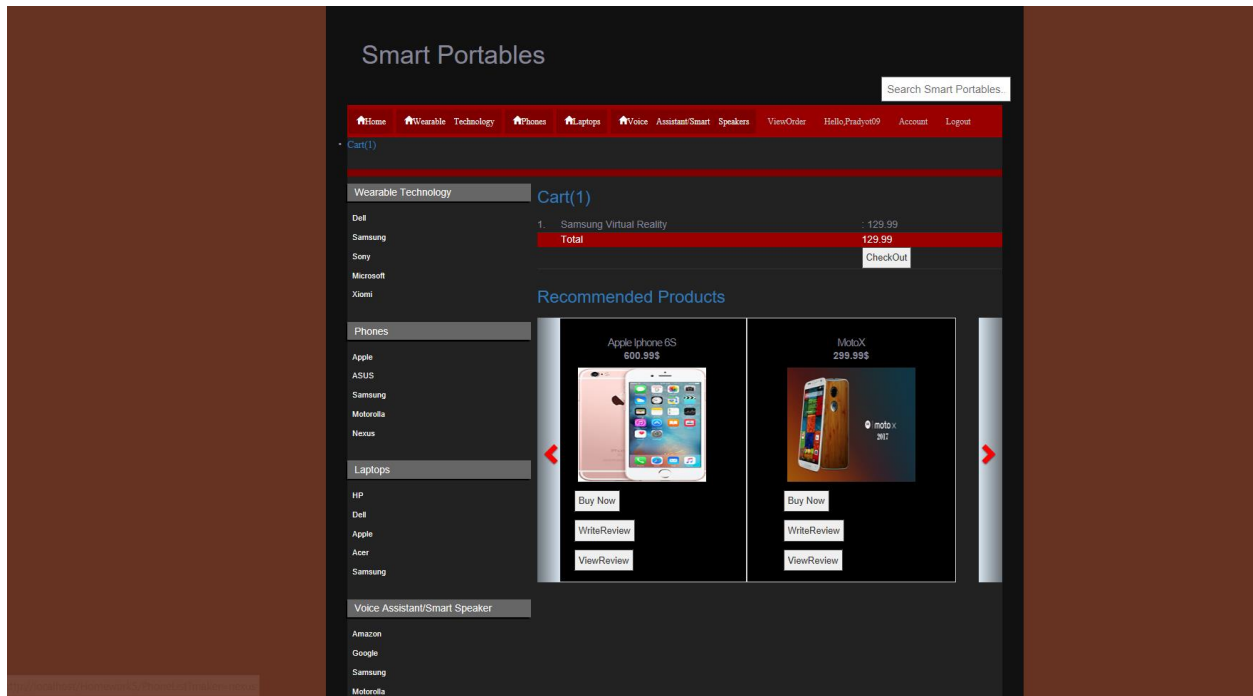 Smart Portables
Search Smart Portables..
Home Wearable Technology Phones Laptops Voice Assistant/Smart Speakers ViewOrder Hello,Pradyot09 Account Logout
Cart(1)
Wearable Technology
Dell
Samsung
Sony
Microsoft
Xiomi
Phones
Apple
ASUS
Samsung
Motorolla
Nexus
Laptops
HP
Dell
Apple
Acer
Samsung
Voice Assistant/Smart Speaker
Amazon
Google
Samsung
Motorolla
Cart(1)
1. Samsung Virtual Reality : 129.99
Total 129.99
CheckOut
Recommended Products
Apple Iphone 6S
600.99$
Buy Now
WriteReview
ViewReview
MotoX
299.99$
moto x
2017
Buy Now
WriteReview
ViewReview